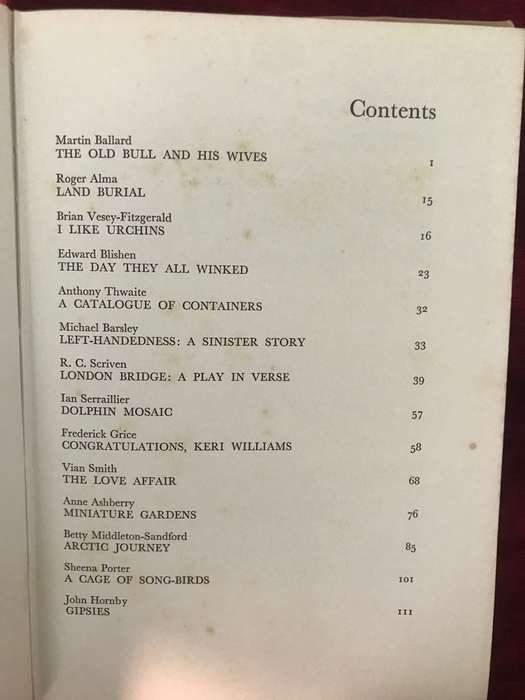 Contents
Martin Ballard
THE OLD BULL AND HIS WIVES 1
Roger Alma
LAND BURIAL 15
Brian Vesey-Fitzgerald
I LIKE URCHINS 16
Edward Blishen
THE DAY THEY ALL WINKED 23
Anthony Thwaite
A CATALOGUE OF CONTAINERS 32
Michael Barsley
LEFT-HANDEDNESS: A SINISTER STORY 33
R. C. Scriven
LONDON BRIDGE: A PLAY IN VERSE 39
Ian Serraillier
DOLPHIN MOSAIC 57
Frederick Grice
CONGRATULATIONS, KERI WILLIAMS 58
Vian Smith
THE LOVE AFFAIR 68
Anne Ashberry
MINIATURE GARDENS 76
Betty Middleton-Sandford
ARCTIC JOURNEY 85
Sheena Porter
A CAGE OF SONG-BIRDS 101
John Hornby
GIPSIES 111